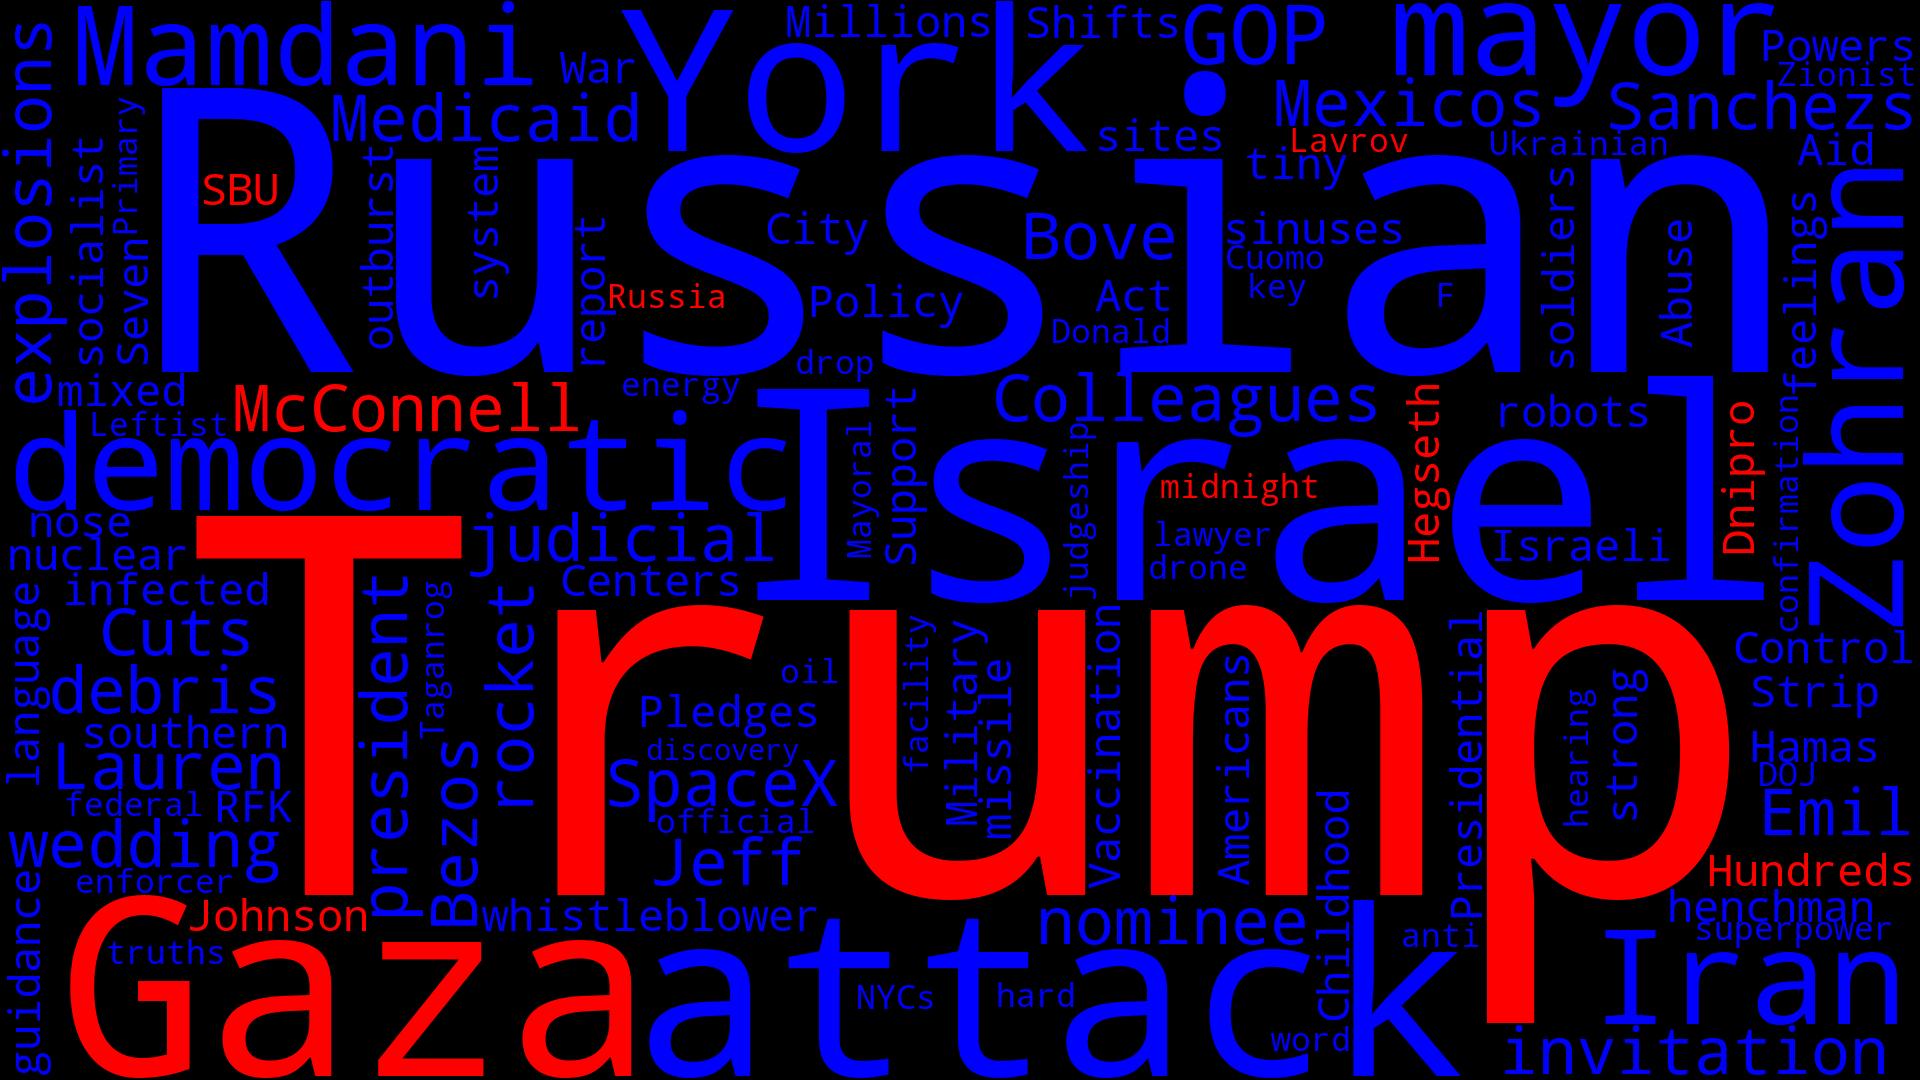 explosions
Mamdani
War
York
Millions
Shifts
GOP
mayor
Powers
Zionist
Medicaid
Mexicos
Sanchezs
sites
Lavrov
Ukrainian
Aid
tiny
Primary
socialist
Seven
SBU
Russian
outburst
system
report
City
Bove
sinuses
Cuomo
key
F
soldiers
Abuse
feelings
zohran
Russia
Policy
Act
Donald
drop
mixed
Leftist
McConnell
energy
Colleagues
Hegseth
robots
Dnipro
confirmation
democratic
Israel
Mayoral
Support
judgeship
midnight
lawyer
drone
Israeli
nose
nuclear
infected
judicial
Centers
Trump
language
Cuts
debris
southern
Lauren
federal
RFK
wedding
enforcer
president
Taganrog
rocket
Bezos
oil
Pledges
discovery
SpaceX
official
Jeff
facility
Military
missile
Vaccination
Americans
Childhood
Presidential
hearing
strong
Control
Strip
Hamas
DOJ
Emil
Hundreds
henchman
superpower
guidance
Johnson
truths
Gaza
whistleblower
attack
NYCs
hard
nominee
word
anti
Iran
invitation